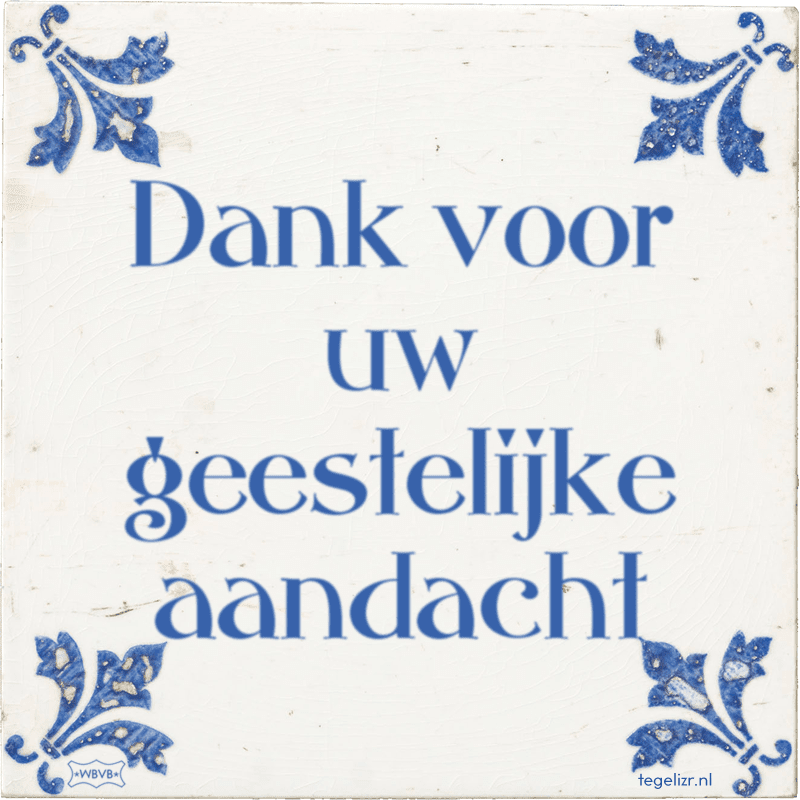 Dank voor
uw
geestelijke
aandacht
*WBVB*
tegelizr.nl